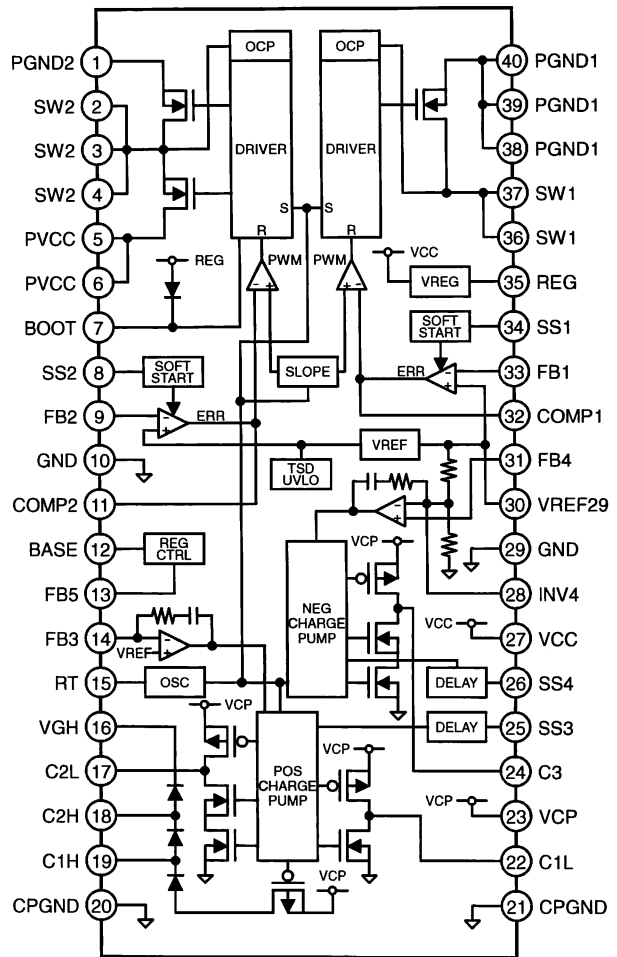 PGND2 1
SW2 2
SW2 3
SW2 4
PVCC 5
PVCC 6
BOOT 7
SS2 8
FB2 9
GND 10
COMP2 11
BASE 12
FB5 13
FB3 14
RT 15
VGH 16
C2L 17
C2H 18
C1H 19
CPGND 20
OCP
DRIVER
S
R
OCP
DRIVER
S
R
PWM
PWM
- +
+ -
REG
VCC
VREG
SOFT
START
SOFT
START
SLOPE
ERR
-
+
ERR
-
+
VREF
TSD
UVLO
REG
CTRL
-
+
VCP
NEG
CHARGE
PUMP
VCC
VREF
-
+
OSC
DELAY
DELAY
VCP
POS
CHARGE
PUMP
VCP
VCP
VCP
40 PGND1
39 PGND1
38 PGND1
37 SW1
36 SW1
35 REG
34 SS1
33 FB1
32 COMP1
31 FB4
30 VREF29
29 GND
28 INV4
27 VCC
26 SS4
25 SS3
24 C3
23 VCP
22 C1L
21 CPGND